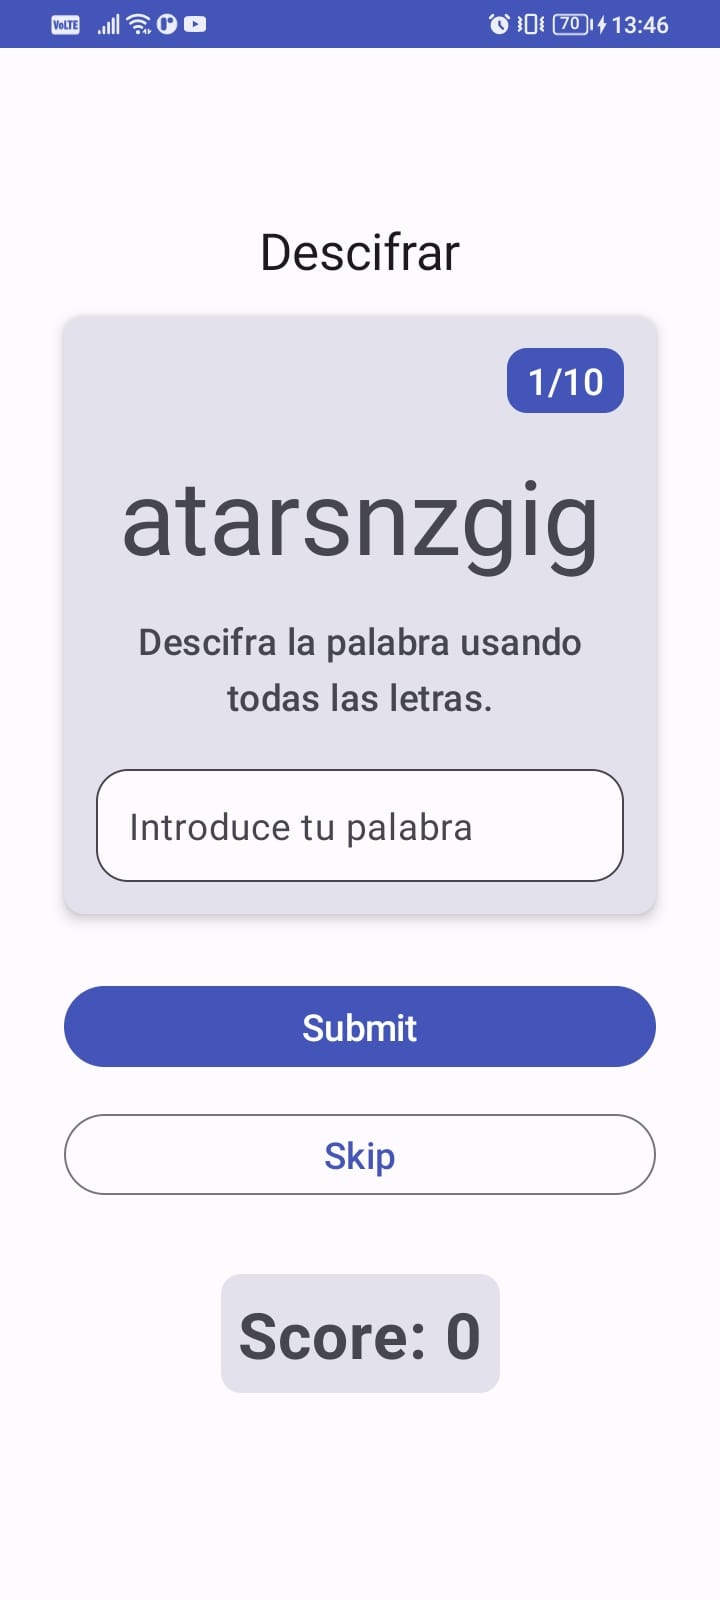 VoLTE 70 13:46
Descifrar
1/10
atarsnzgig
Descifra la palabra usando
todas las letras.
Introduce tu palabra
Submit
Skip
Score: 0